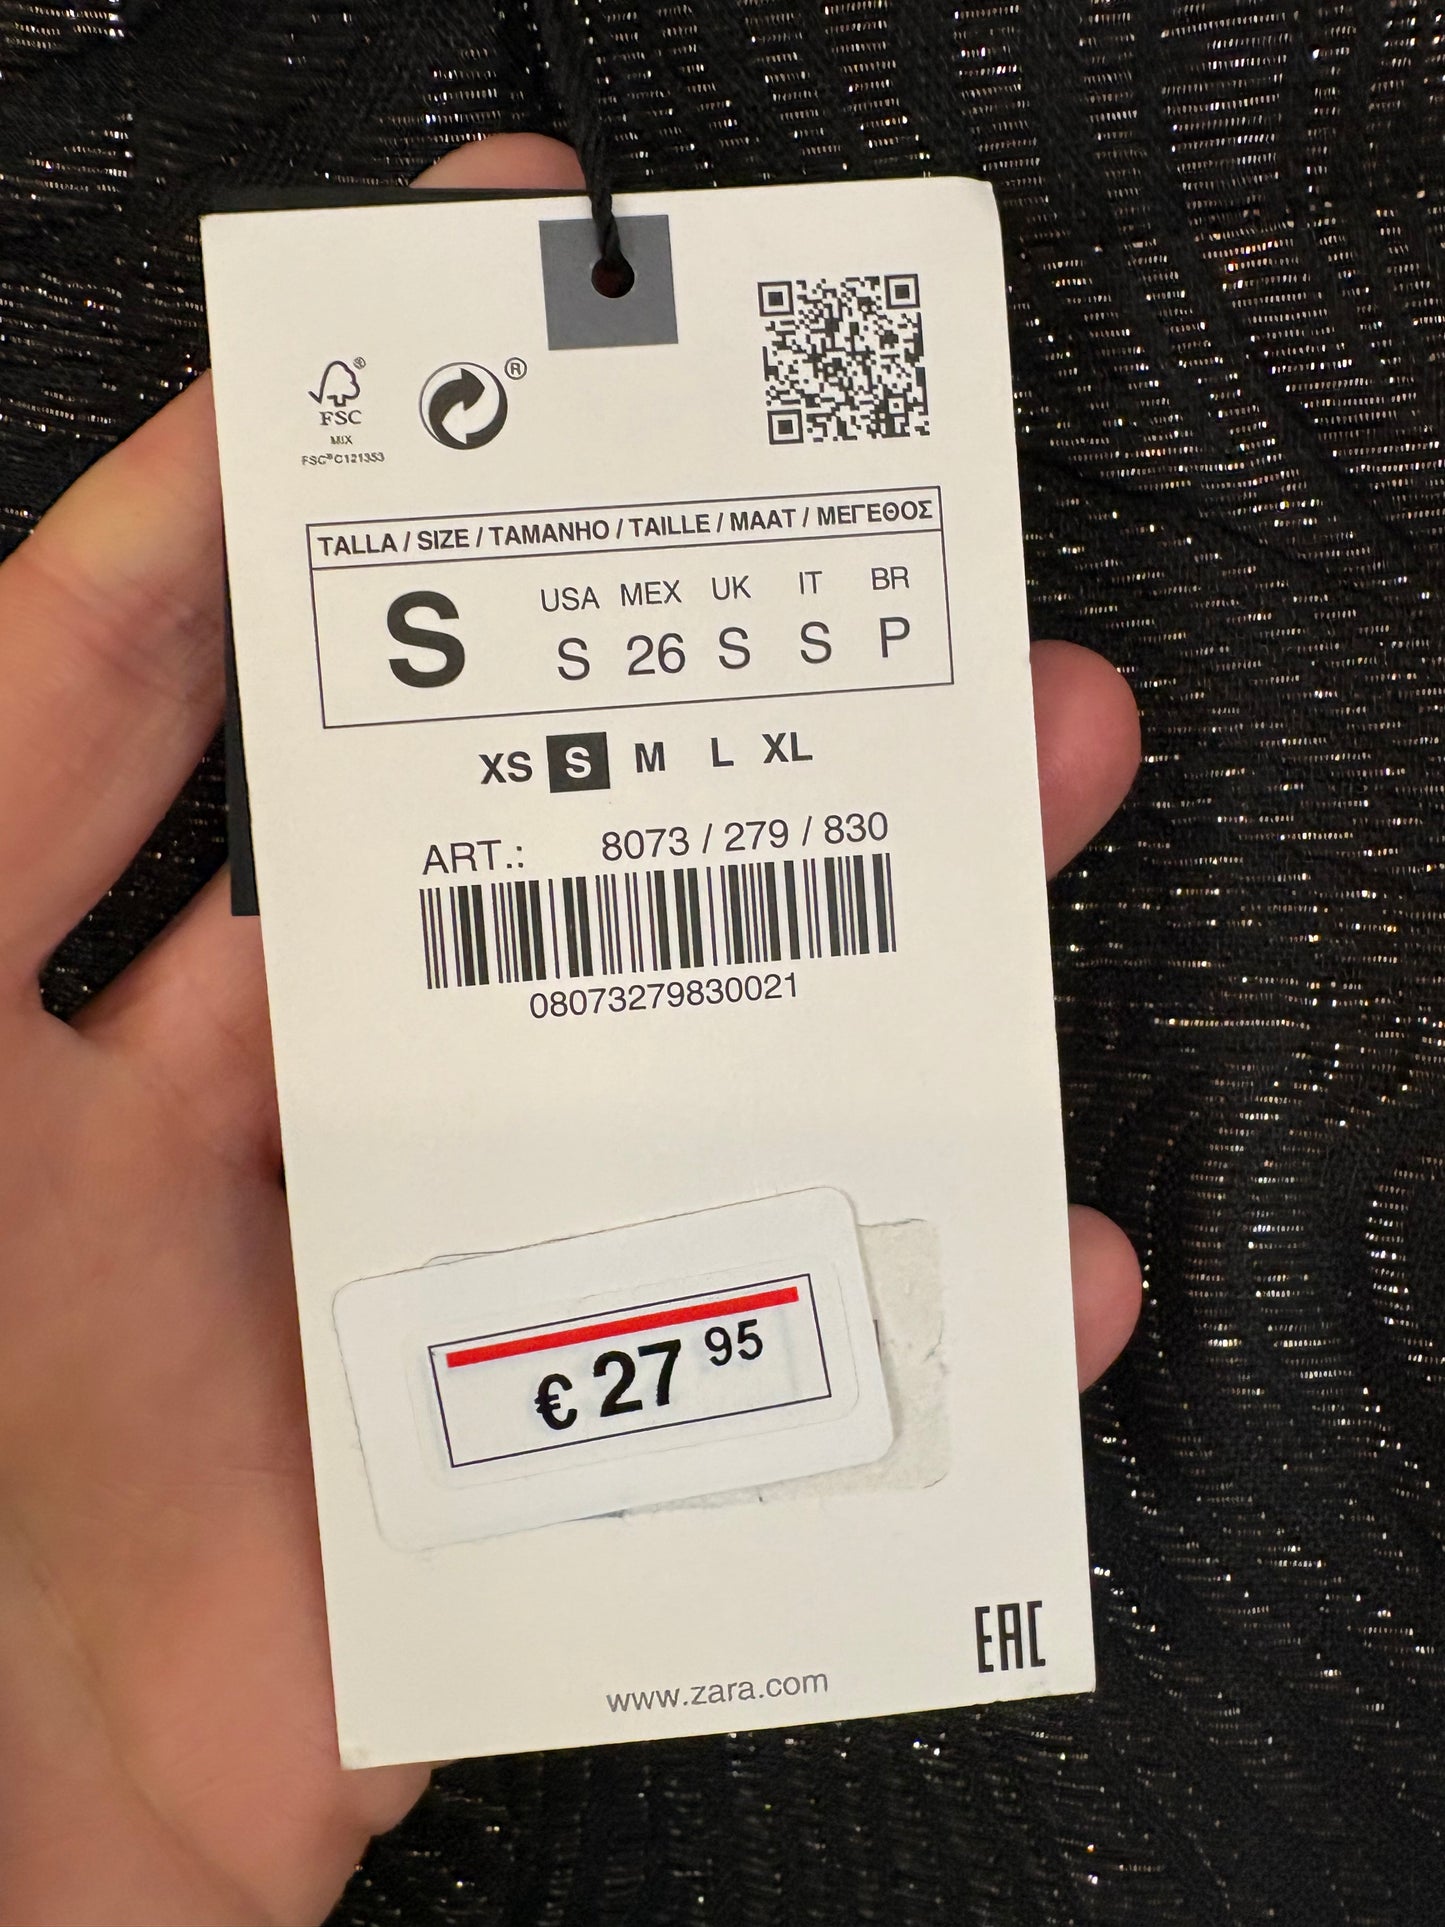 ®
FSC
MIX
FSC® C121353
®
TALLA / SIZE / TAMANHO / TAILLE / MAAT / ΜΕΓΕΘΟΣ
S
USA MEX UK IT BR
S 26 S S P
XS S M L XL
ART.: 8073 / 279 / 830
08073279830021
€ 27 95
EAC
www.zara.com